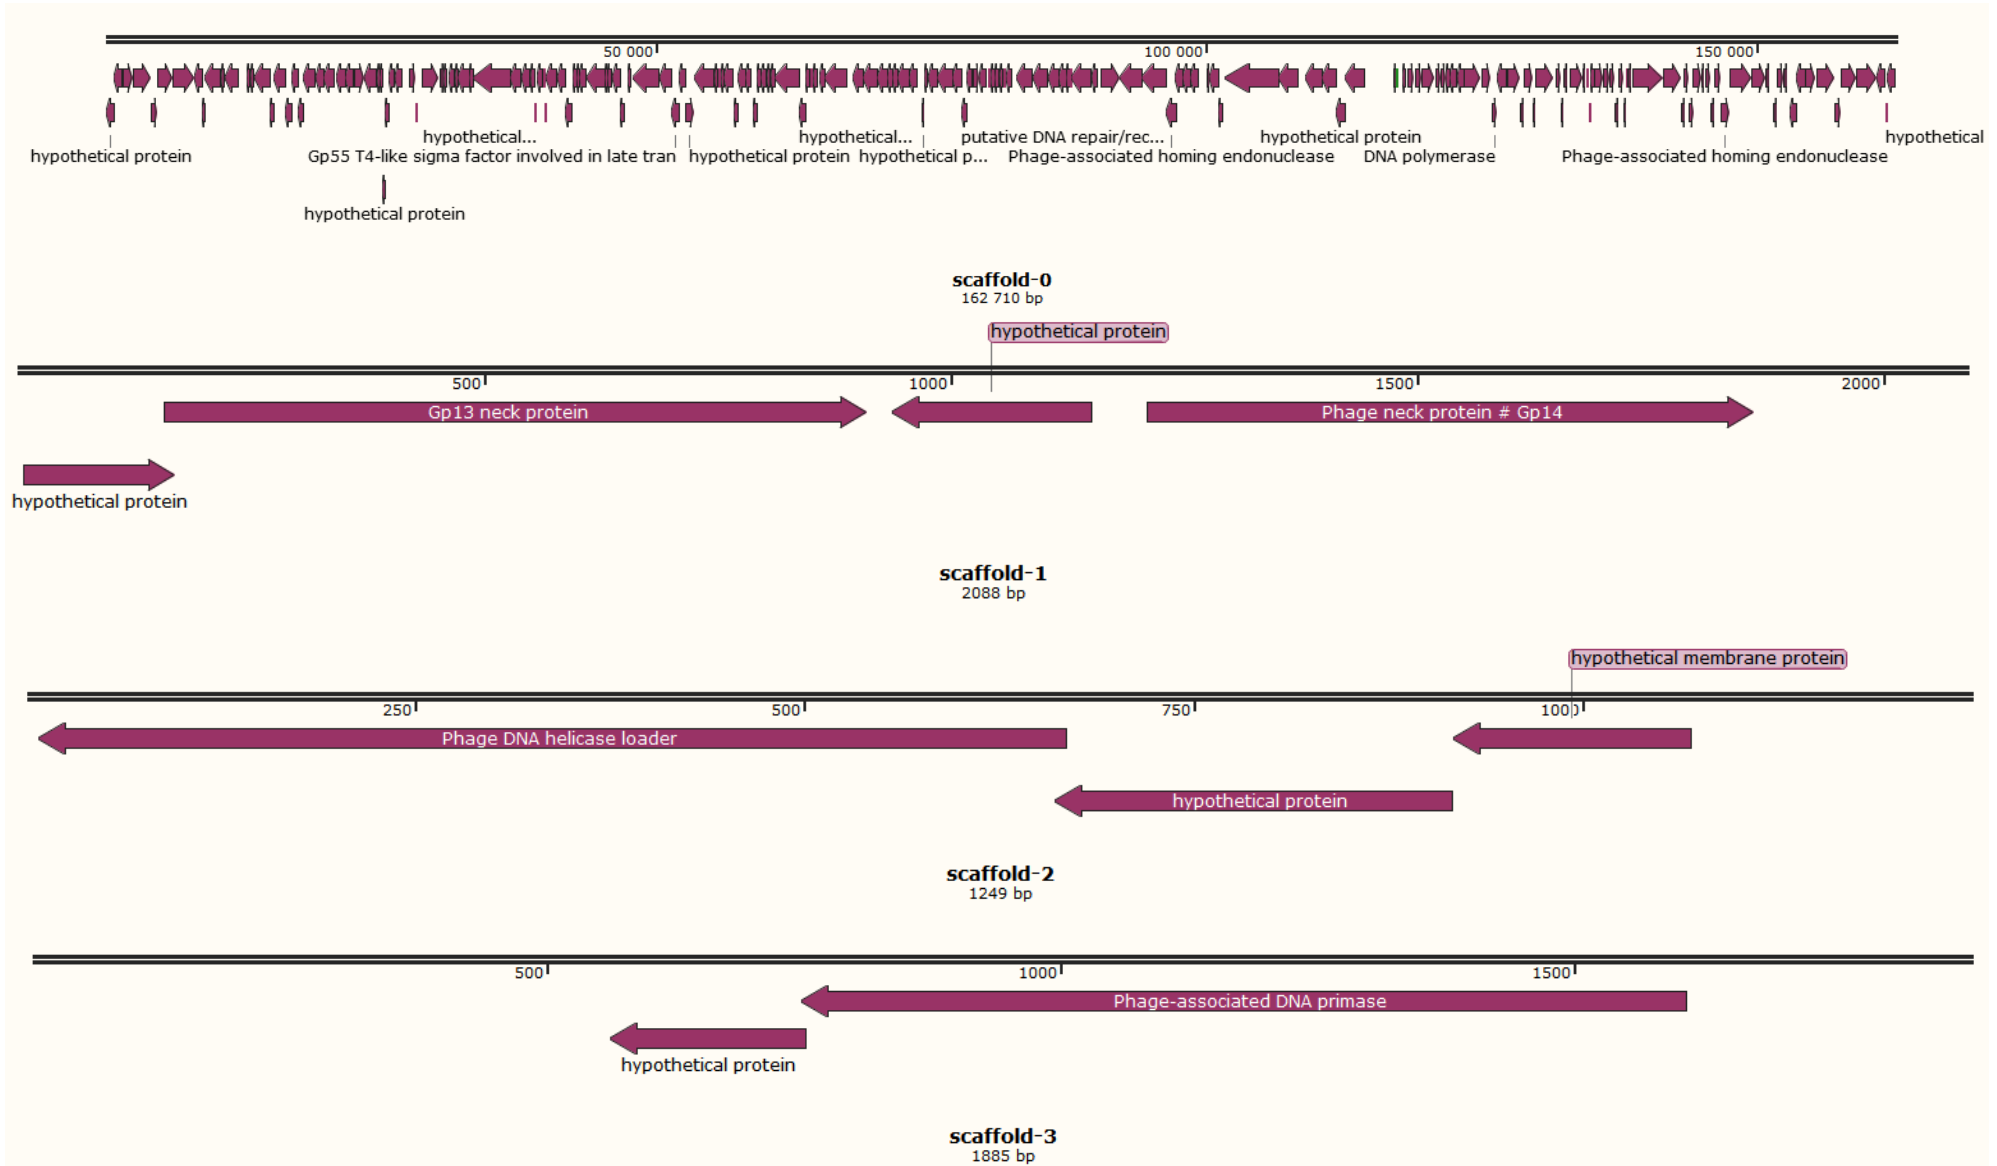 50 000 100 000 150 000
hypothetical... hypothetical... putative DNA repair/rec... hypothetical protein hypothetical
hypothetical protein Gp55 T4-like sigma factor involved in late tran hypothetical protein hypothetical p... Phage-associated homing endonuclease DNA polymerase Phage-associated homing endonuclease
hypothetical protein
scaffold-0
162 710 bp
hypothetical protein
500 1000 1500 2000
Gp13 neck protein Phage neck protein # Gp14
hypothetical protein
scaffold-1
2088 bp
hypothetical membrane protein
250 500 750 1000
Phage DNA helicase loader
hypothetical protein
scaffold-2
1249 bp
500 1000 1500
Phage-associated DNA primase
hypothetical protein
scaffold-3
1885 bp